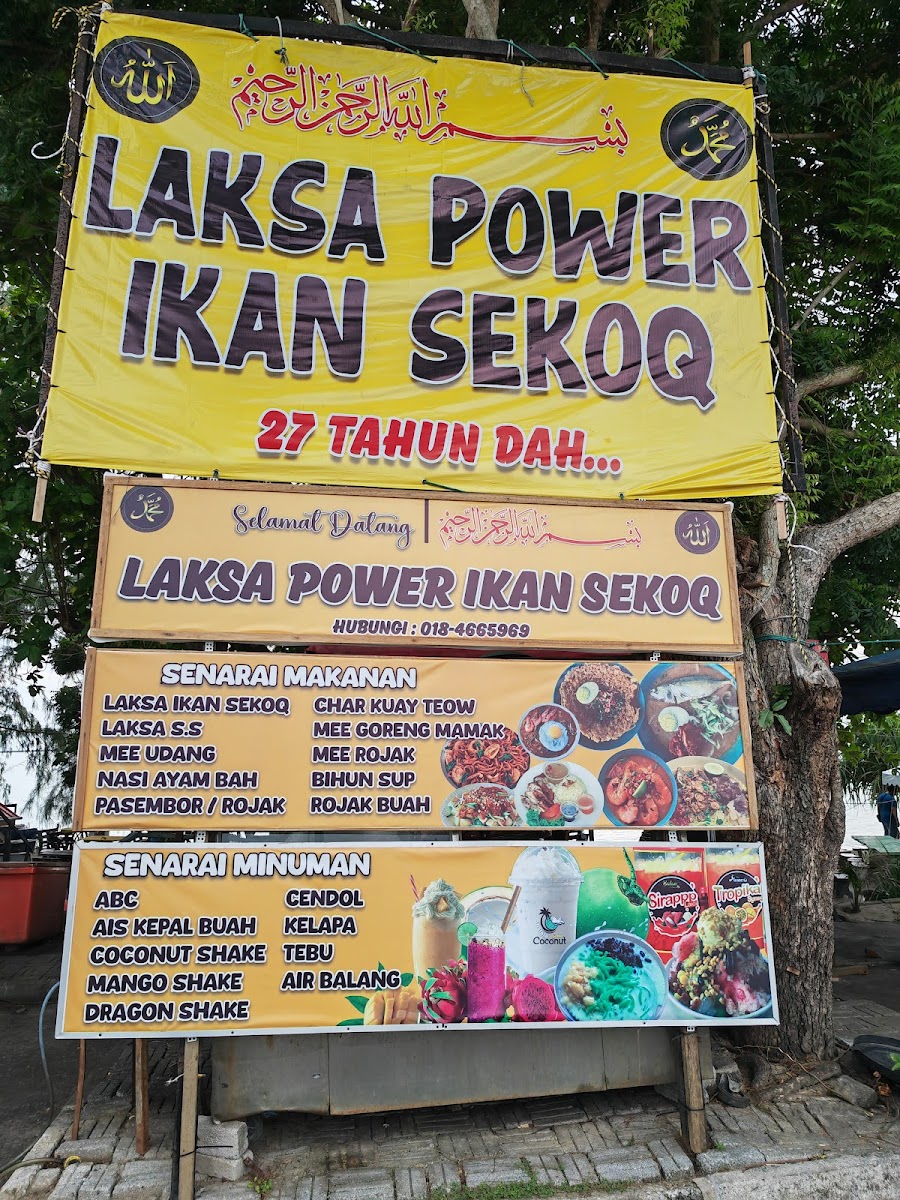 الله
بسم الله الرحمن الرحيم
محمد
LAKSA POWER
IKAN SEKOQ
27 TAHUN DAH...
محمد
Selamat Datang
بسم الله الرحمن الرحيم
الله
LAKSA POWER IKAN SEKOQ
HUBUNGI : 018-4665969
SENARAI MAKANAN
LAKSA IKAN SEKOQ
LAKSA S.S
MEE UDANG
NASI AYAM BAH
PASEMBOR / ROJAK
CHAR KUAY TEOW
MEE GORENG MAMAK
MEE ROJAK
BIHUN SUP
ROJAK BUAH
SENARAI MINUMAN
ABC
AIS KEPAL BUAH
COCONUT SHAKE
MANGO SHAKE
DRAGON SHAKE
CENDOL
KELAPA
TEBU
AIR BALANG
Coconut
Sirappp
Tropika